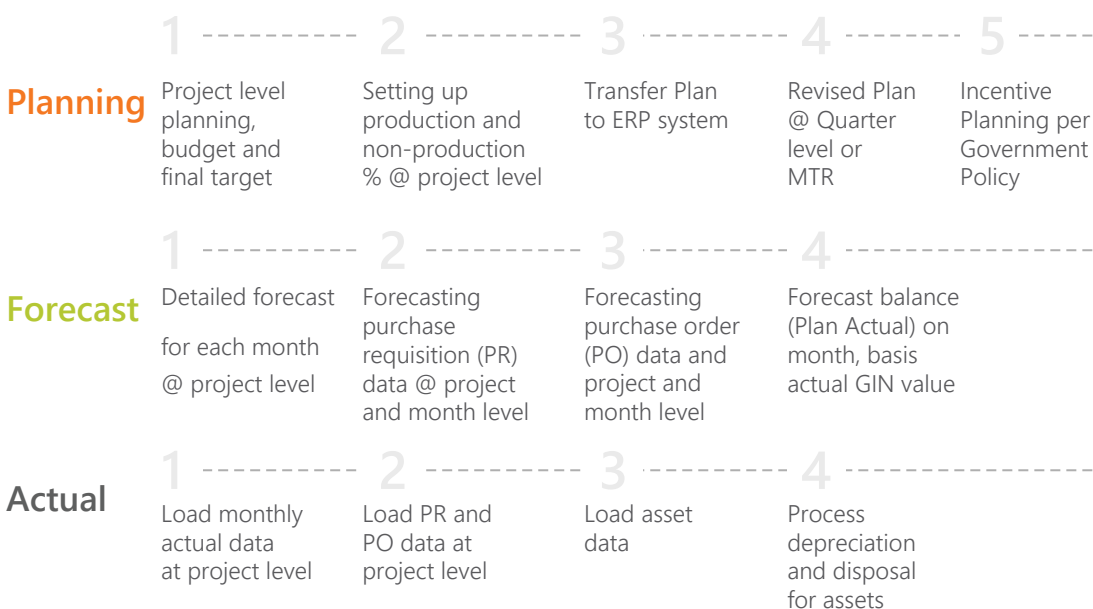 1
2
3
4
5
Planning
Project level
planning,
budget and
final target
Setting up
production and
non-production
% @ project level
Transfer Plan
to ERP system
Revised Plan
@ Quarter
level or
MTR
Incentive
Planning per
Government
Policy
1
2
3
4
Forecast
Detailed forecast
for each month
@ project level
Forecasting
purchase
requisition (PR)
data @ project
and month level
Forecasting
purchase order
(PO) data and
project and
month level
Forecast balance
(Plan Actual) on
month, basis
actual GIN value
1
2
3
4
Actual
Load monthly
actual data
at project level
Load PR and
PO data at
project level
Load asset
data
Process
depreciation
and disposal
for assets